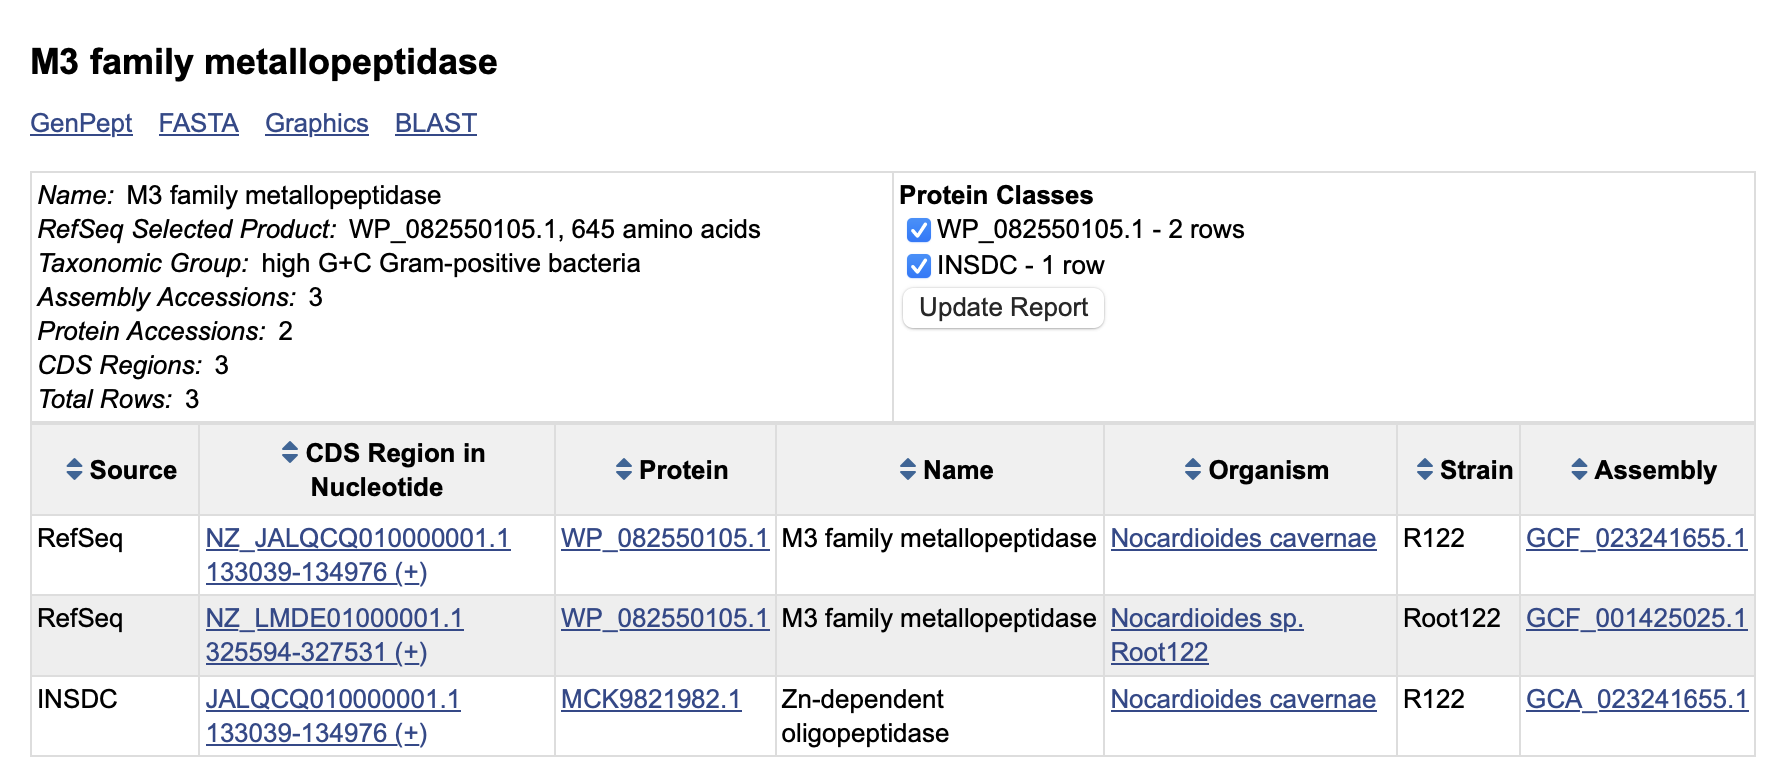 M3 family metallopeptidase
GenPept FASTA Graphics BLAST
Name: M3 family metallopeptidase
RefSeq Selected Product: WP_082550105.1, 645 amino acids
Taxonomic Group: high G+C Gram-positive bacteria
Assembly Accessions: 3
Protein Accessions: 2
CDS Regions: 3
Total Rows: 3
Protein Classes
WP_082550105.1 - 2 rows
INSDC - 1 row
Update Report
Source CDS Region in Nucleotide Protein Name Organism Strain Assembly
RefSeq NZ_JALQCQ010000001.1 WP_082550105.1 M3 family metallopeptidase Nocardioides cavernae R122 GCF_023241655.1
133039-134976 (+)
RefSeq NZ_LMDE01000001.1 WP_082550105.1 M3 family metallopeptidase Nocardioides sp. Root122 GCF_001425025.1
325594-327531 (+) Root122
INSDC JALQCQ010000001.1 MCK9821982.1 Zn-dependent Nocardioides cavernae R122 GCA_023241655.1
133039-134976 (+) oligopeptidase